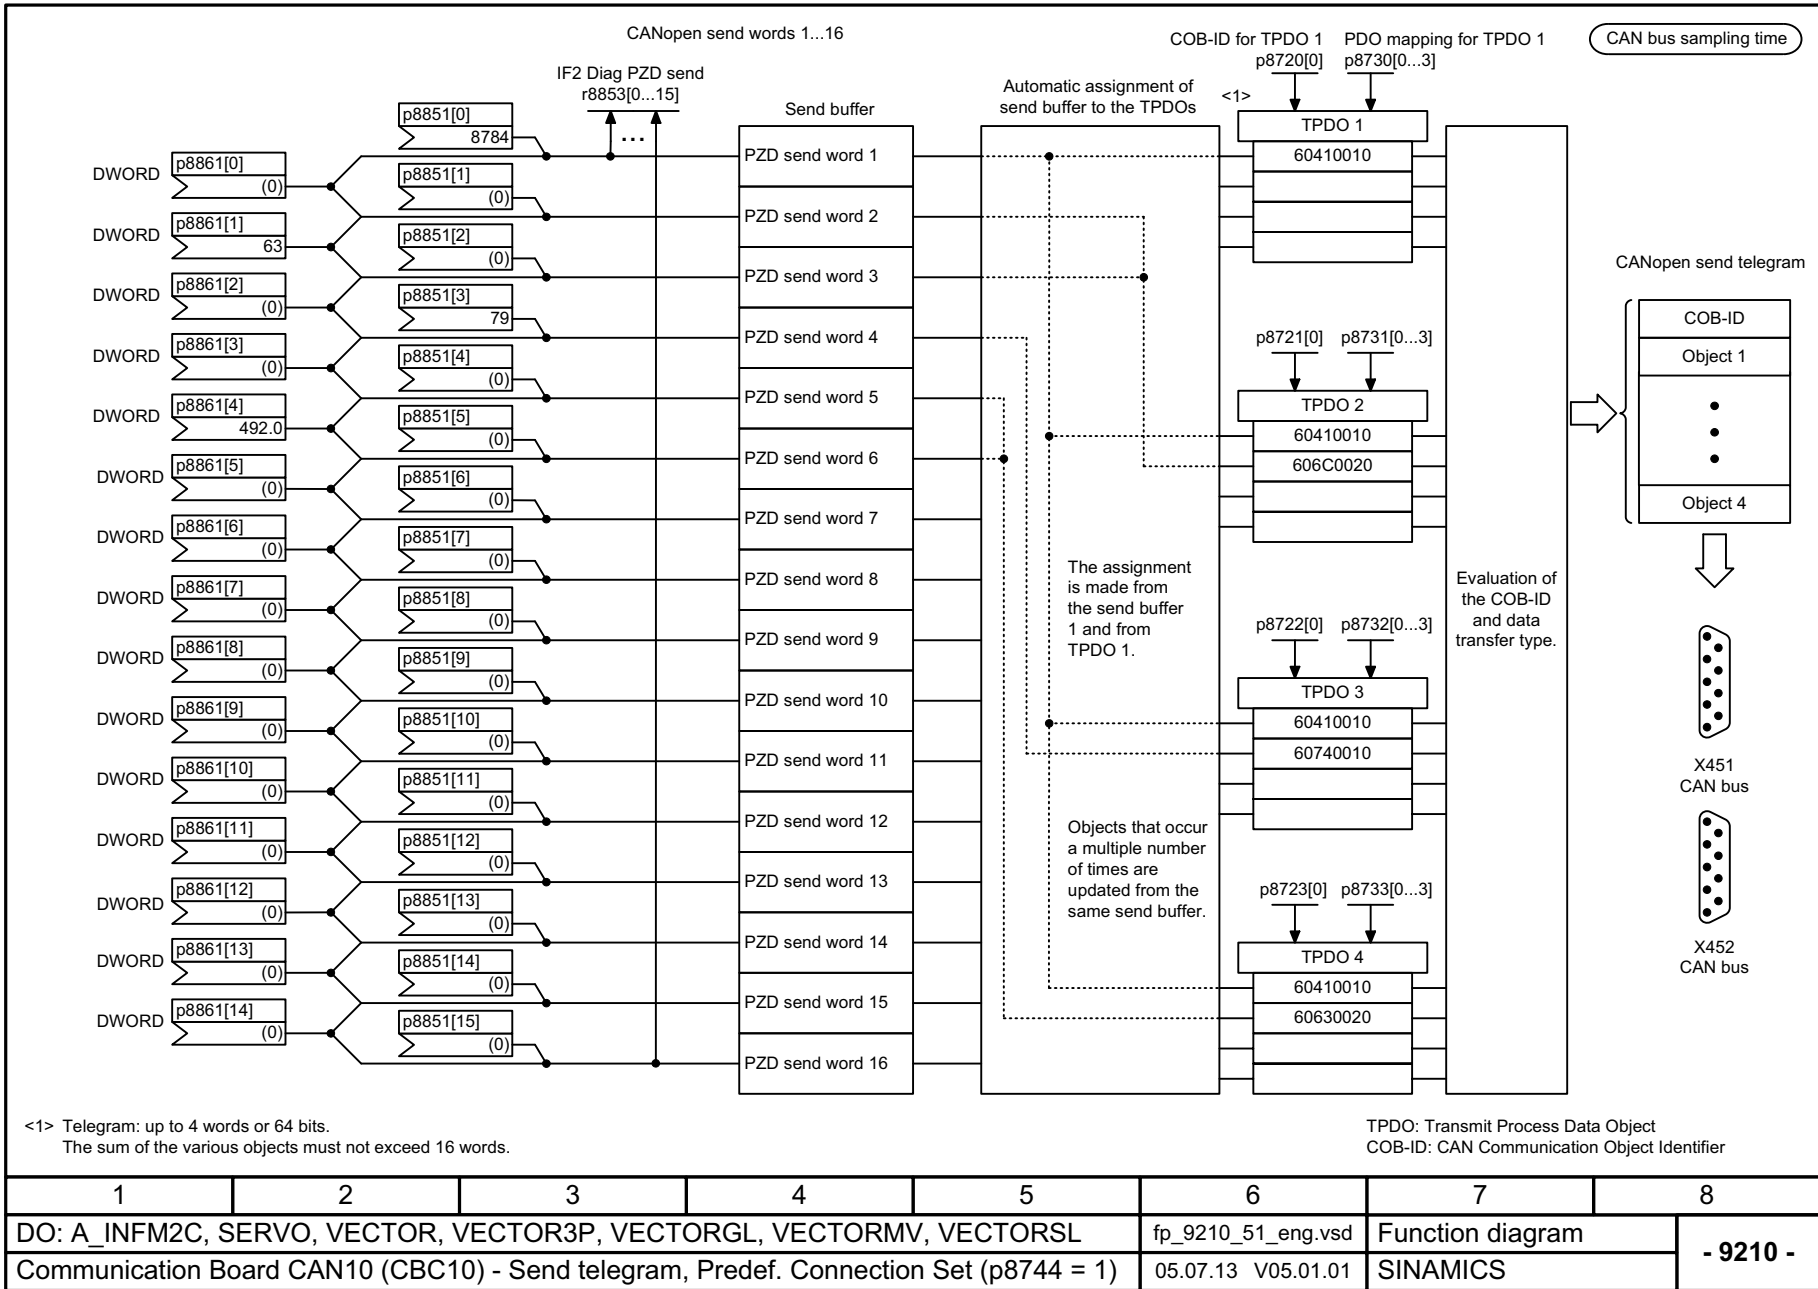 CANopen send words 1...16
COB-ID for TPDO 1
p8720[0]
PDO mapping for TPDO 1
p8730[0...3]
CAN bus sampling time
IF2 Diag PZD send
r8853[0...15]
...
Send buffer
Automatic assignment of
send buffer to the TPDOs
<1>
DWORD
p8861[0]
(0)
DWORD
p8861[1]
63
DWORD
p8861[2]
(0)
DWORD
p8861[3]
(0)
DWORD
p8861[4]
492.0
DWORD
p8861[5]
(0)
DWORD
p8861[6]
(0)
DWORD
p8861[7]
(0)
DWORD
p8861[8]
(0)
DWORD
p8861[9]
(0)
DWORD
p8861[10]
(0)
DWORD
p8861[11]
(0)
DWORD
p8861[12]
(0)
DWORD
p8861[13]
(0)
DWORD
p8861[14]
(0)
p8851[0]
8784
p8851[1]
(0)
p8851[2]
(0)
p8851[3]
79
p8851[4]
(0)
p8851[5]
(0)
p8851[6]
(0)
p8851[7]
(0)
p8851[8]
(0)
p8851[9]
(0)
p8851[10]
(0)
p8851[11]
(0)
p8851[12]
(0)
p8851[13]
(0)
p8851[14]
(0)
p8851[15]
(0)
PZD send word 1
PZD send word 2
PZD send word 3
PZD send word 4
PZD send word 5
PZD send word 6
PZD send word 7
PZD send word 8
PZD send word 9
PZD send word 10
PZD send word 11
PZD send word 12
PZD send word 13
PZD send word 14
PZD send word 15
PZD send word 16
The assignment
is made from
the send buffer
1 and from
TPDO 1.
Objects that occur
a multiple number
of times are
updated from the
same send buffer.
TPDO 1
60410010
p8721[0]
p8731[0...3]
TPDO 2
60410010
606C0020
p8722[0]
p8732[0...3]
TPDO 3
60410010
60740010
p8723[0]
p8733[0...3]
TPDO 4
60410010
60630020
Evaluation of
the COB-ID
and data
transfer type.
CANopen send telegram
COB-ID
Object 1
Object 4
X451
CAN bus
X452
CAN bus
<1> Telegram: up to 4 words or 64 bits.
The sum of the various objects must not exceed 16 words.
TPDO: Transmit Process Data Object
COB-ID: CAN Communication Object Identifier
1 2 3 4 5 6 7 8
DO: A_INFM2C, SERVO, VECTOR, VECTOR3P, VECTORGL, VECTORMV, VECTORSL
fp_9210_51_eng.vsd
Function diagram
- 9210 -
Communication Board CAN10 (CBC10) - Send telegram, Predef. Connection Set (p8744 = 1)
05.07.13 V05.01.01
SINAMICS